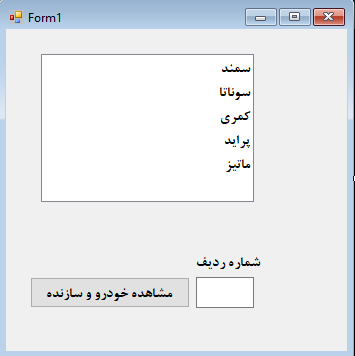 Form1
سمند
سوناتا
کمری
پراید
ماتیز
شماره ردیف
مشاهده خودرو و سازنده